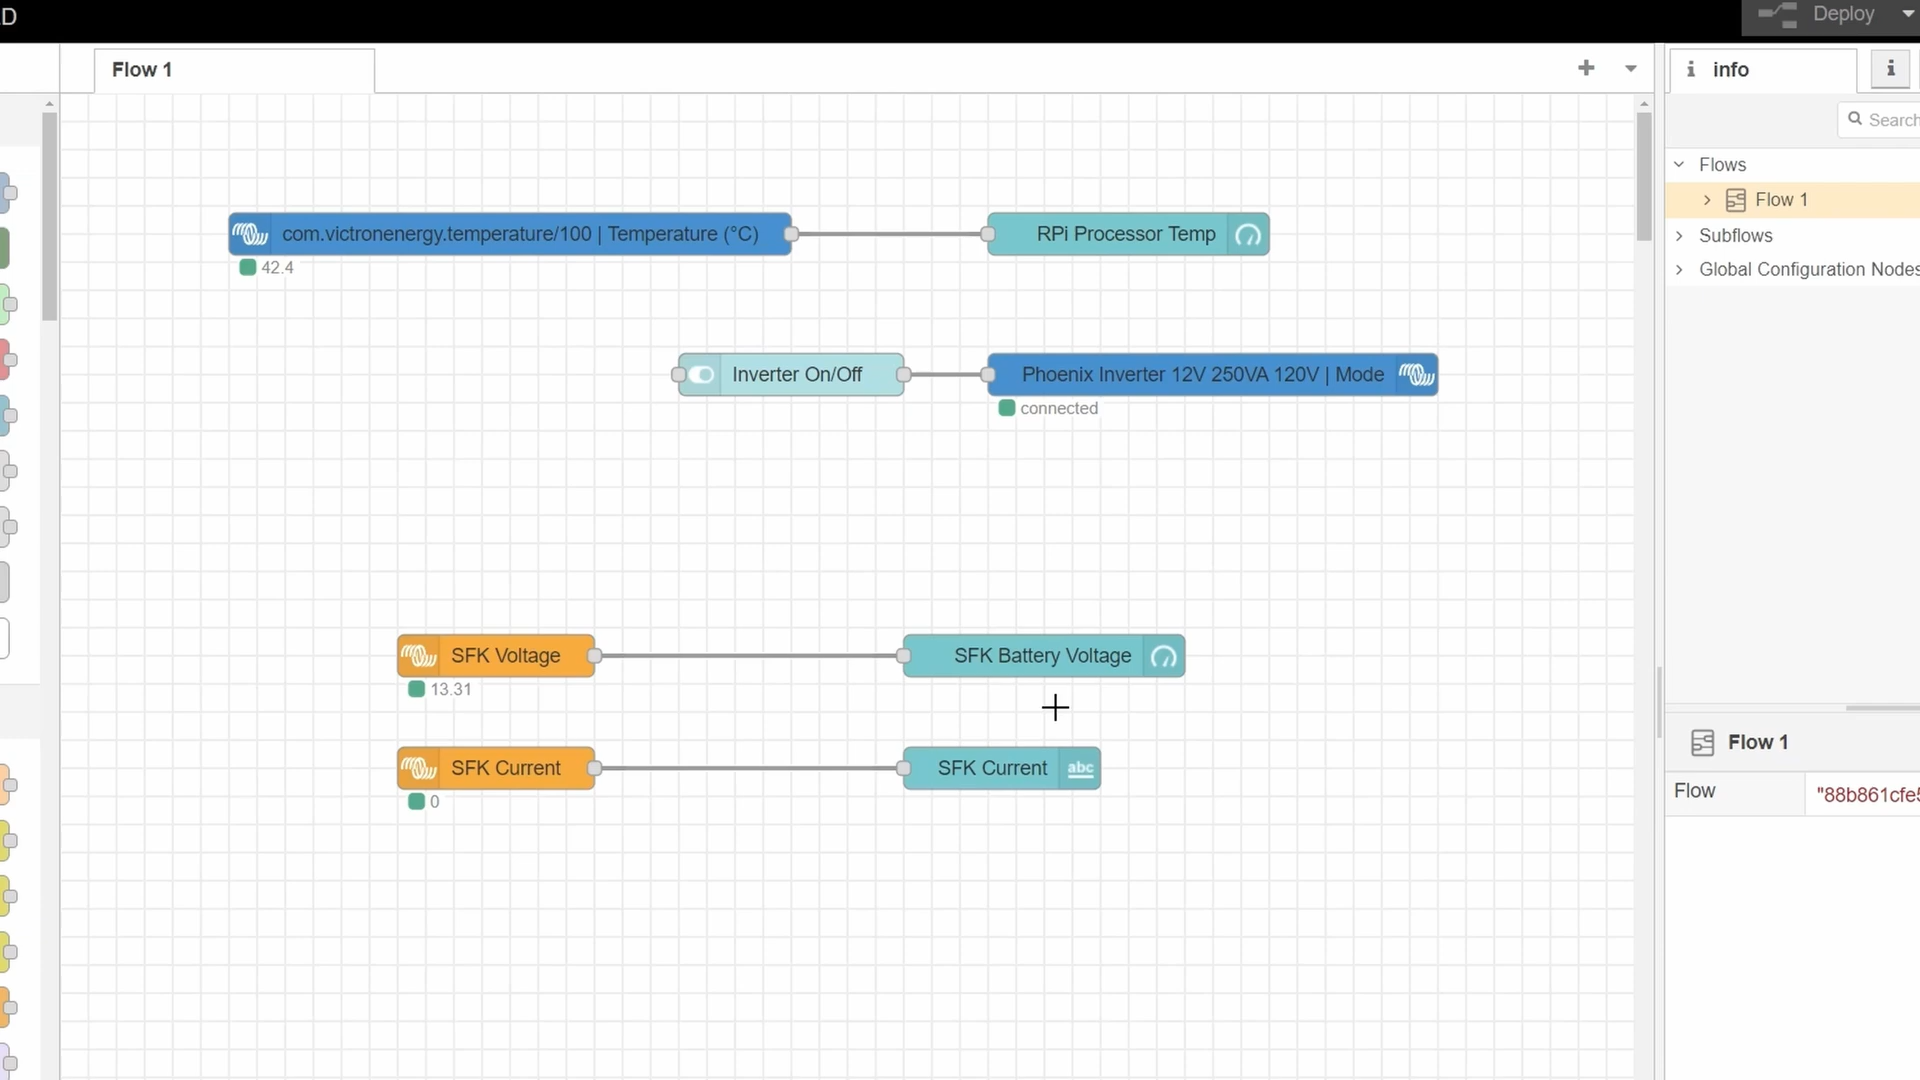 D
Deploy
Flow 1
info
Search
Flows
Flow 1
Subflows
Global Configuration Nodes
com.victronenergy.temperature/100 | Temperature (°C)
42.4
RPi Processor Temp
Inverter On/Off
Phoenix Inverter 12V 250VA 120V | Mode
connected
SFK Voltage
13.31
SFK Battery Voltage
SFK Current
0
SFK Current
abc
Flow 1
Flow
"88b861cfe5